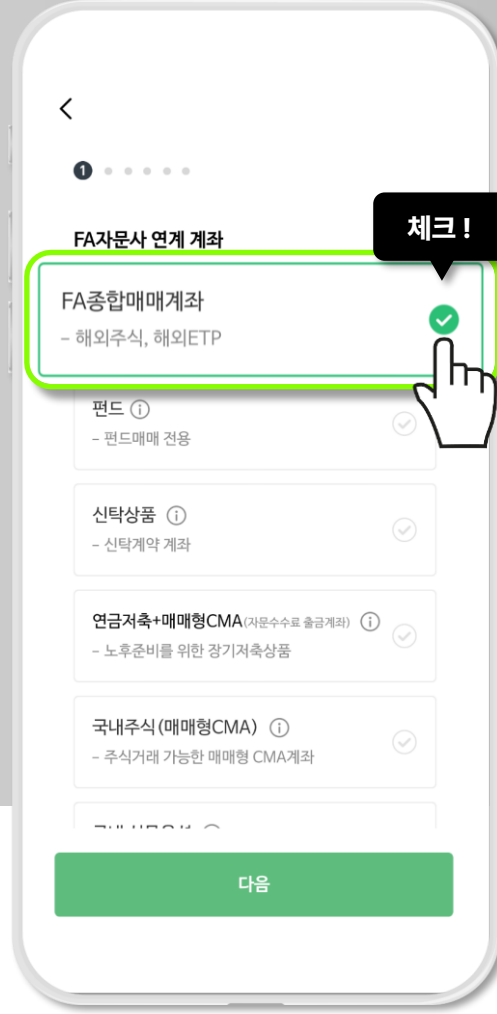 1
FA자문사 연계 계좌
체크!
FA종합매매계좌
– 해외주식, 해외ETP
펀드
– 펀드매매 전용
신탁상품
– 신탁계약 계좌
연금저축+매매형CMA(자문수수료 출금계좌)
– 노후준비를 위한 장기저축상품
국내주식(매매형CMA)
– 주식거래 가능한 매매형 CMA계좌
다음